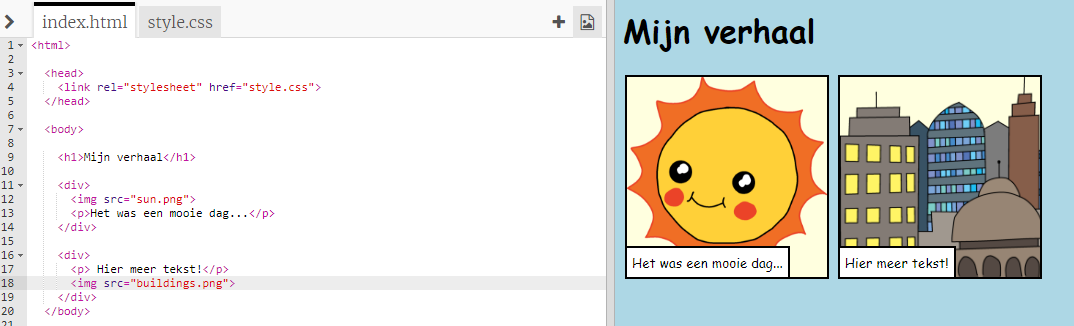 index.html style.css
1 <html>
2
3 <head>
4 <link rel="stylesheet" href="style.css">
5 </head>
6
7 <body>
8
9 <h1>Mijn verhaal</h1>
10
11 <div>
12 <img src="sun.png">
13 <p>Het was een mooie dag...</p>
14 </div>
15
16 <div>
17 <p> Hier meer tekst!</p>
18 <img src="buildings.png">
19 </div>
20 </body>
21
Mijn verhaal
Het was een mooie dag...
Hier meer tekst!